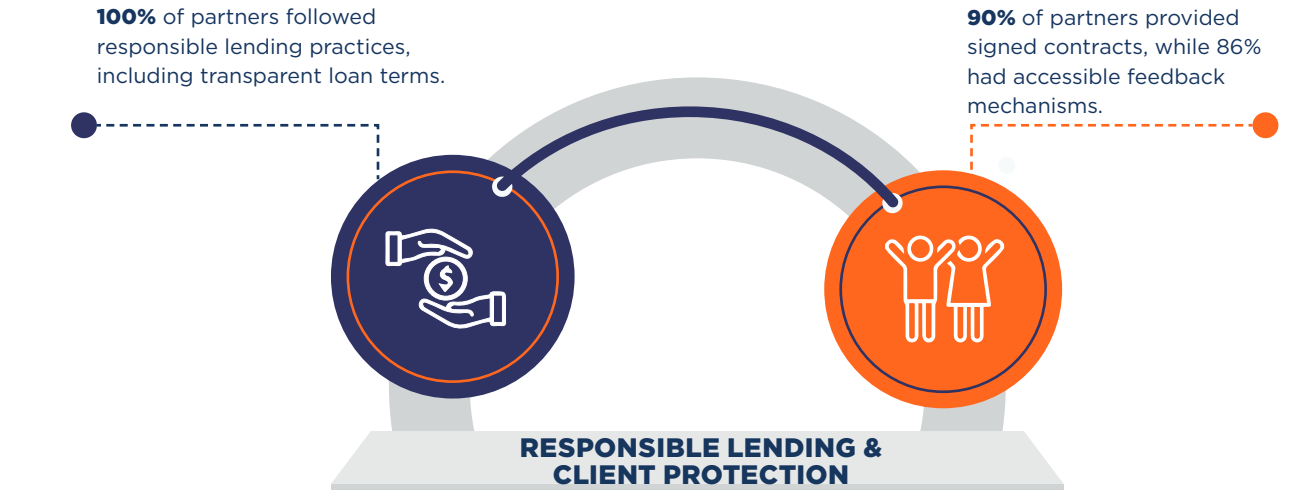 100% of partners followed
responsible lending practices,
including transparent loan terms.
90% of partners provided
signed contracts, while 86%
had accessible feedback
mechanisms.
$
RESPONSIBLE LENDING &
CLIENT PROTECTION